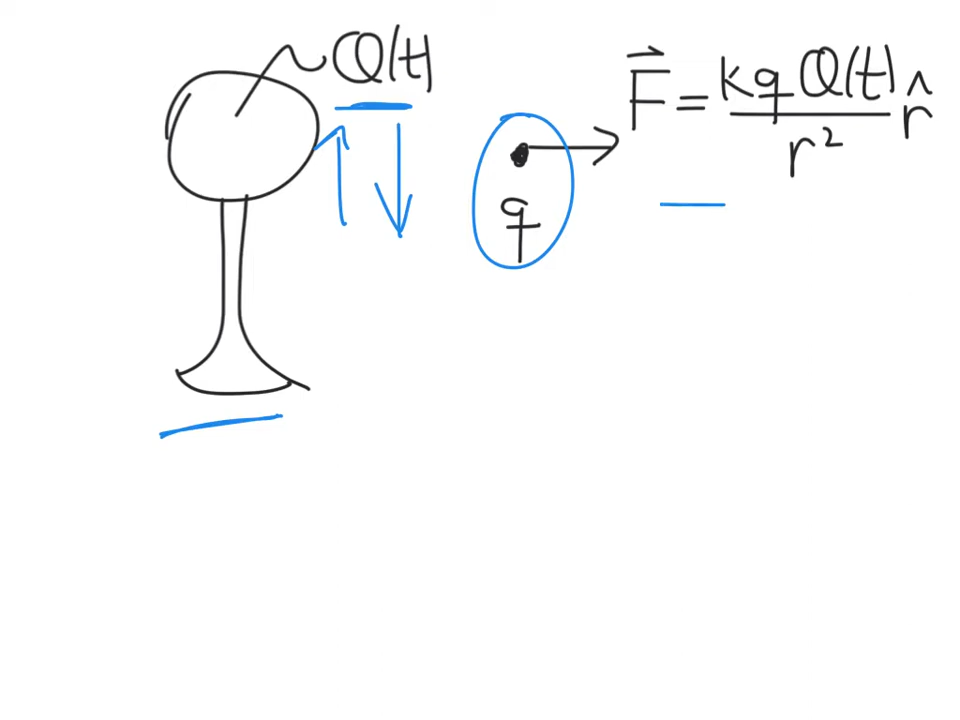 Q(t)
F⃗ = kqQ(t)/r² r̂
q